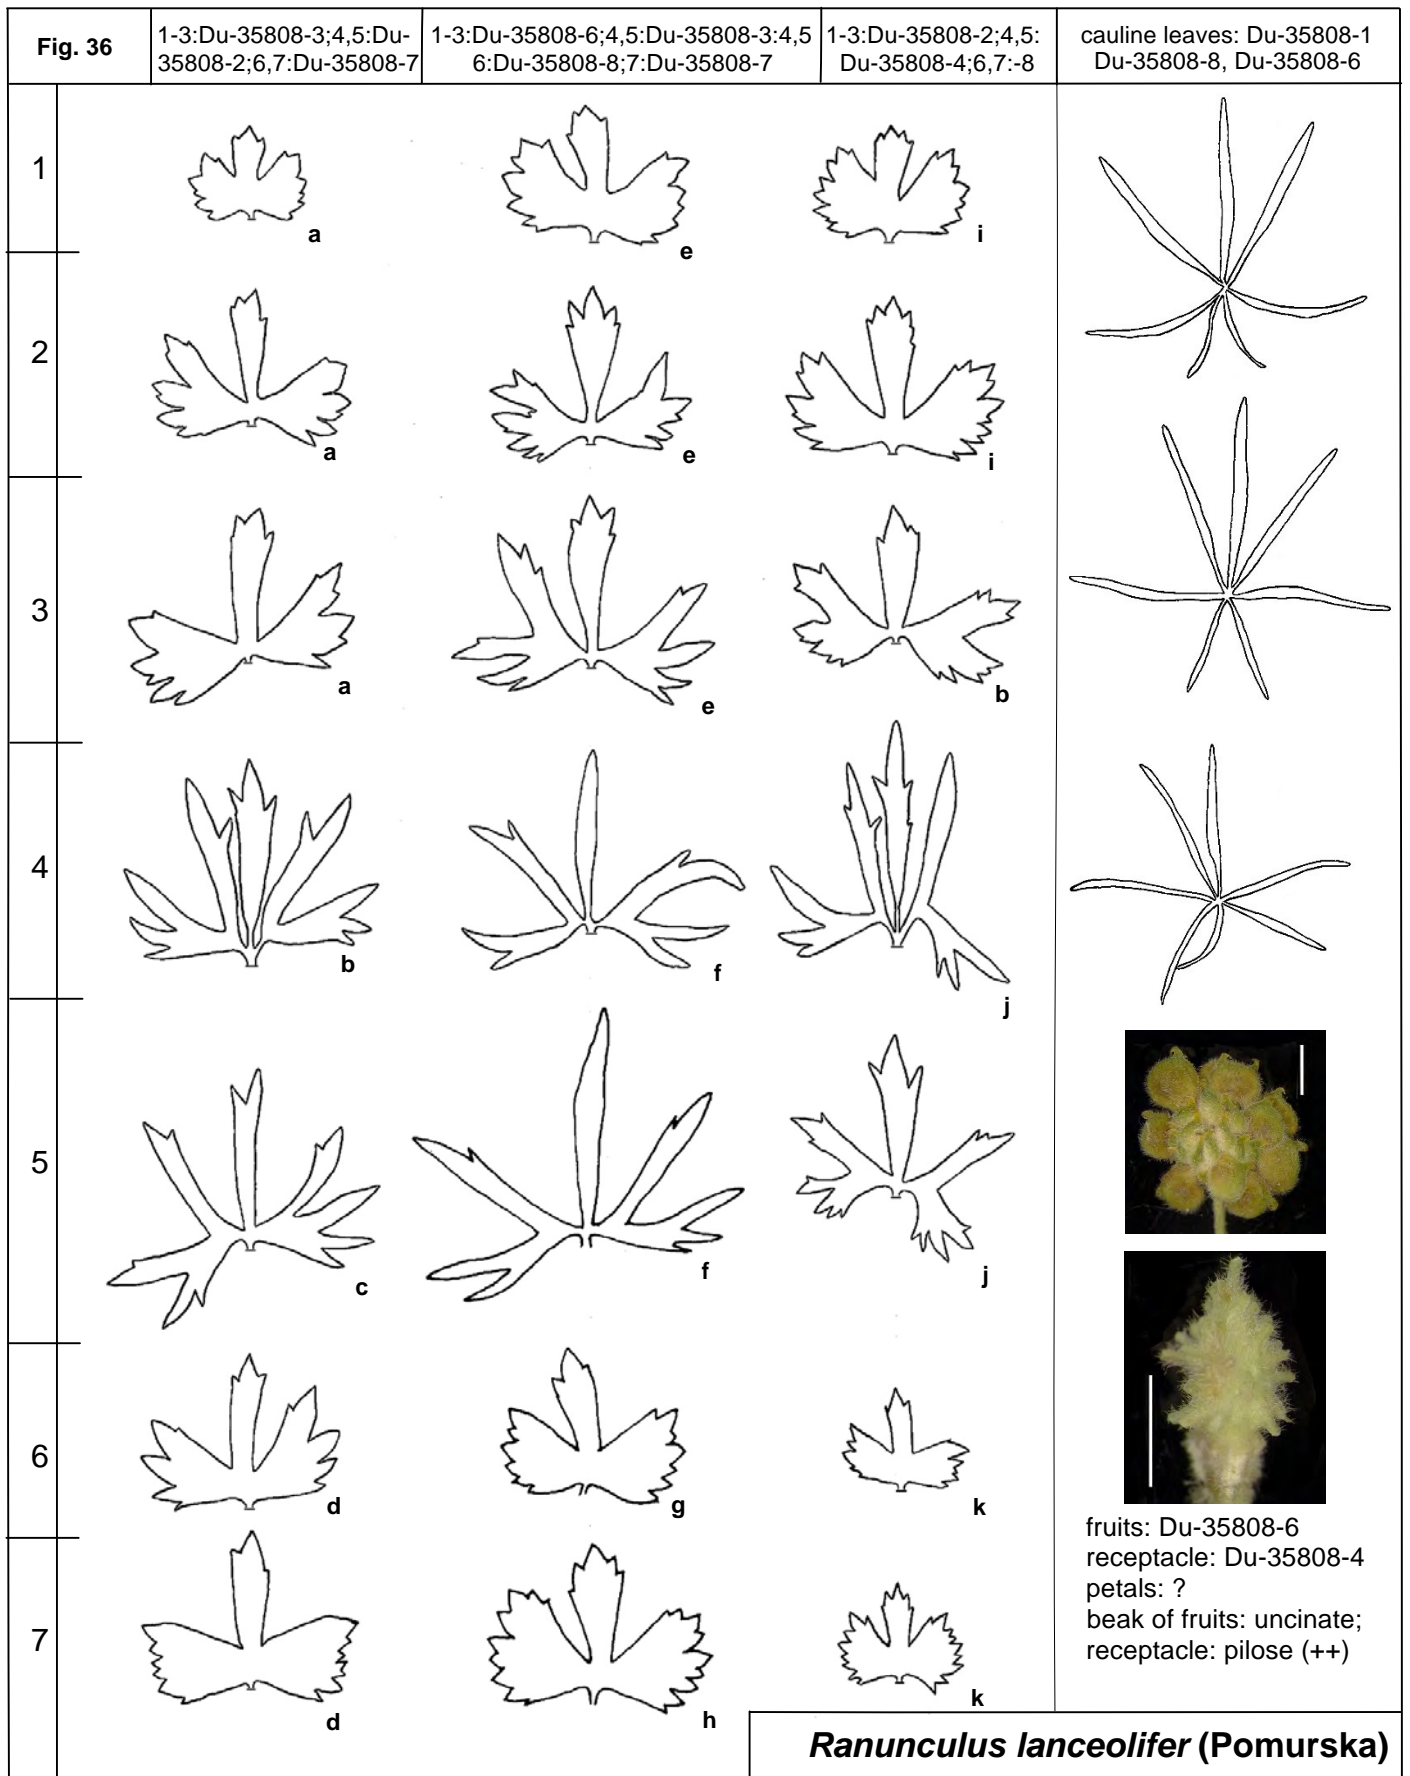 Fig. 36
1-3:Du-35808-3;4,5:Du-
35808-2;6,7:Du-35808-7
1-3:Du-35808-6;4,5:Du-35808-3:4,5
6:Du-35808-8;7:Du-35808-7
1-3:Du-35808-2;4,5:
Du-35808-4;6,7:-8
cauline leaves: Du-35808-1
Du-35808-8, Du-35808-6
1
a
e
i
2
a
e
i
3
a
e
b
4
b
f
j
5
c
f
j
6
d
g
k
7
d
h
k
fruits: Du-35808-6
receptacle: Du-35808-4
petals: ?
beak of fruits: uncinate;
receptacle: pilose (++)
Ranunculus lanceolifer (Pomurska)